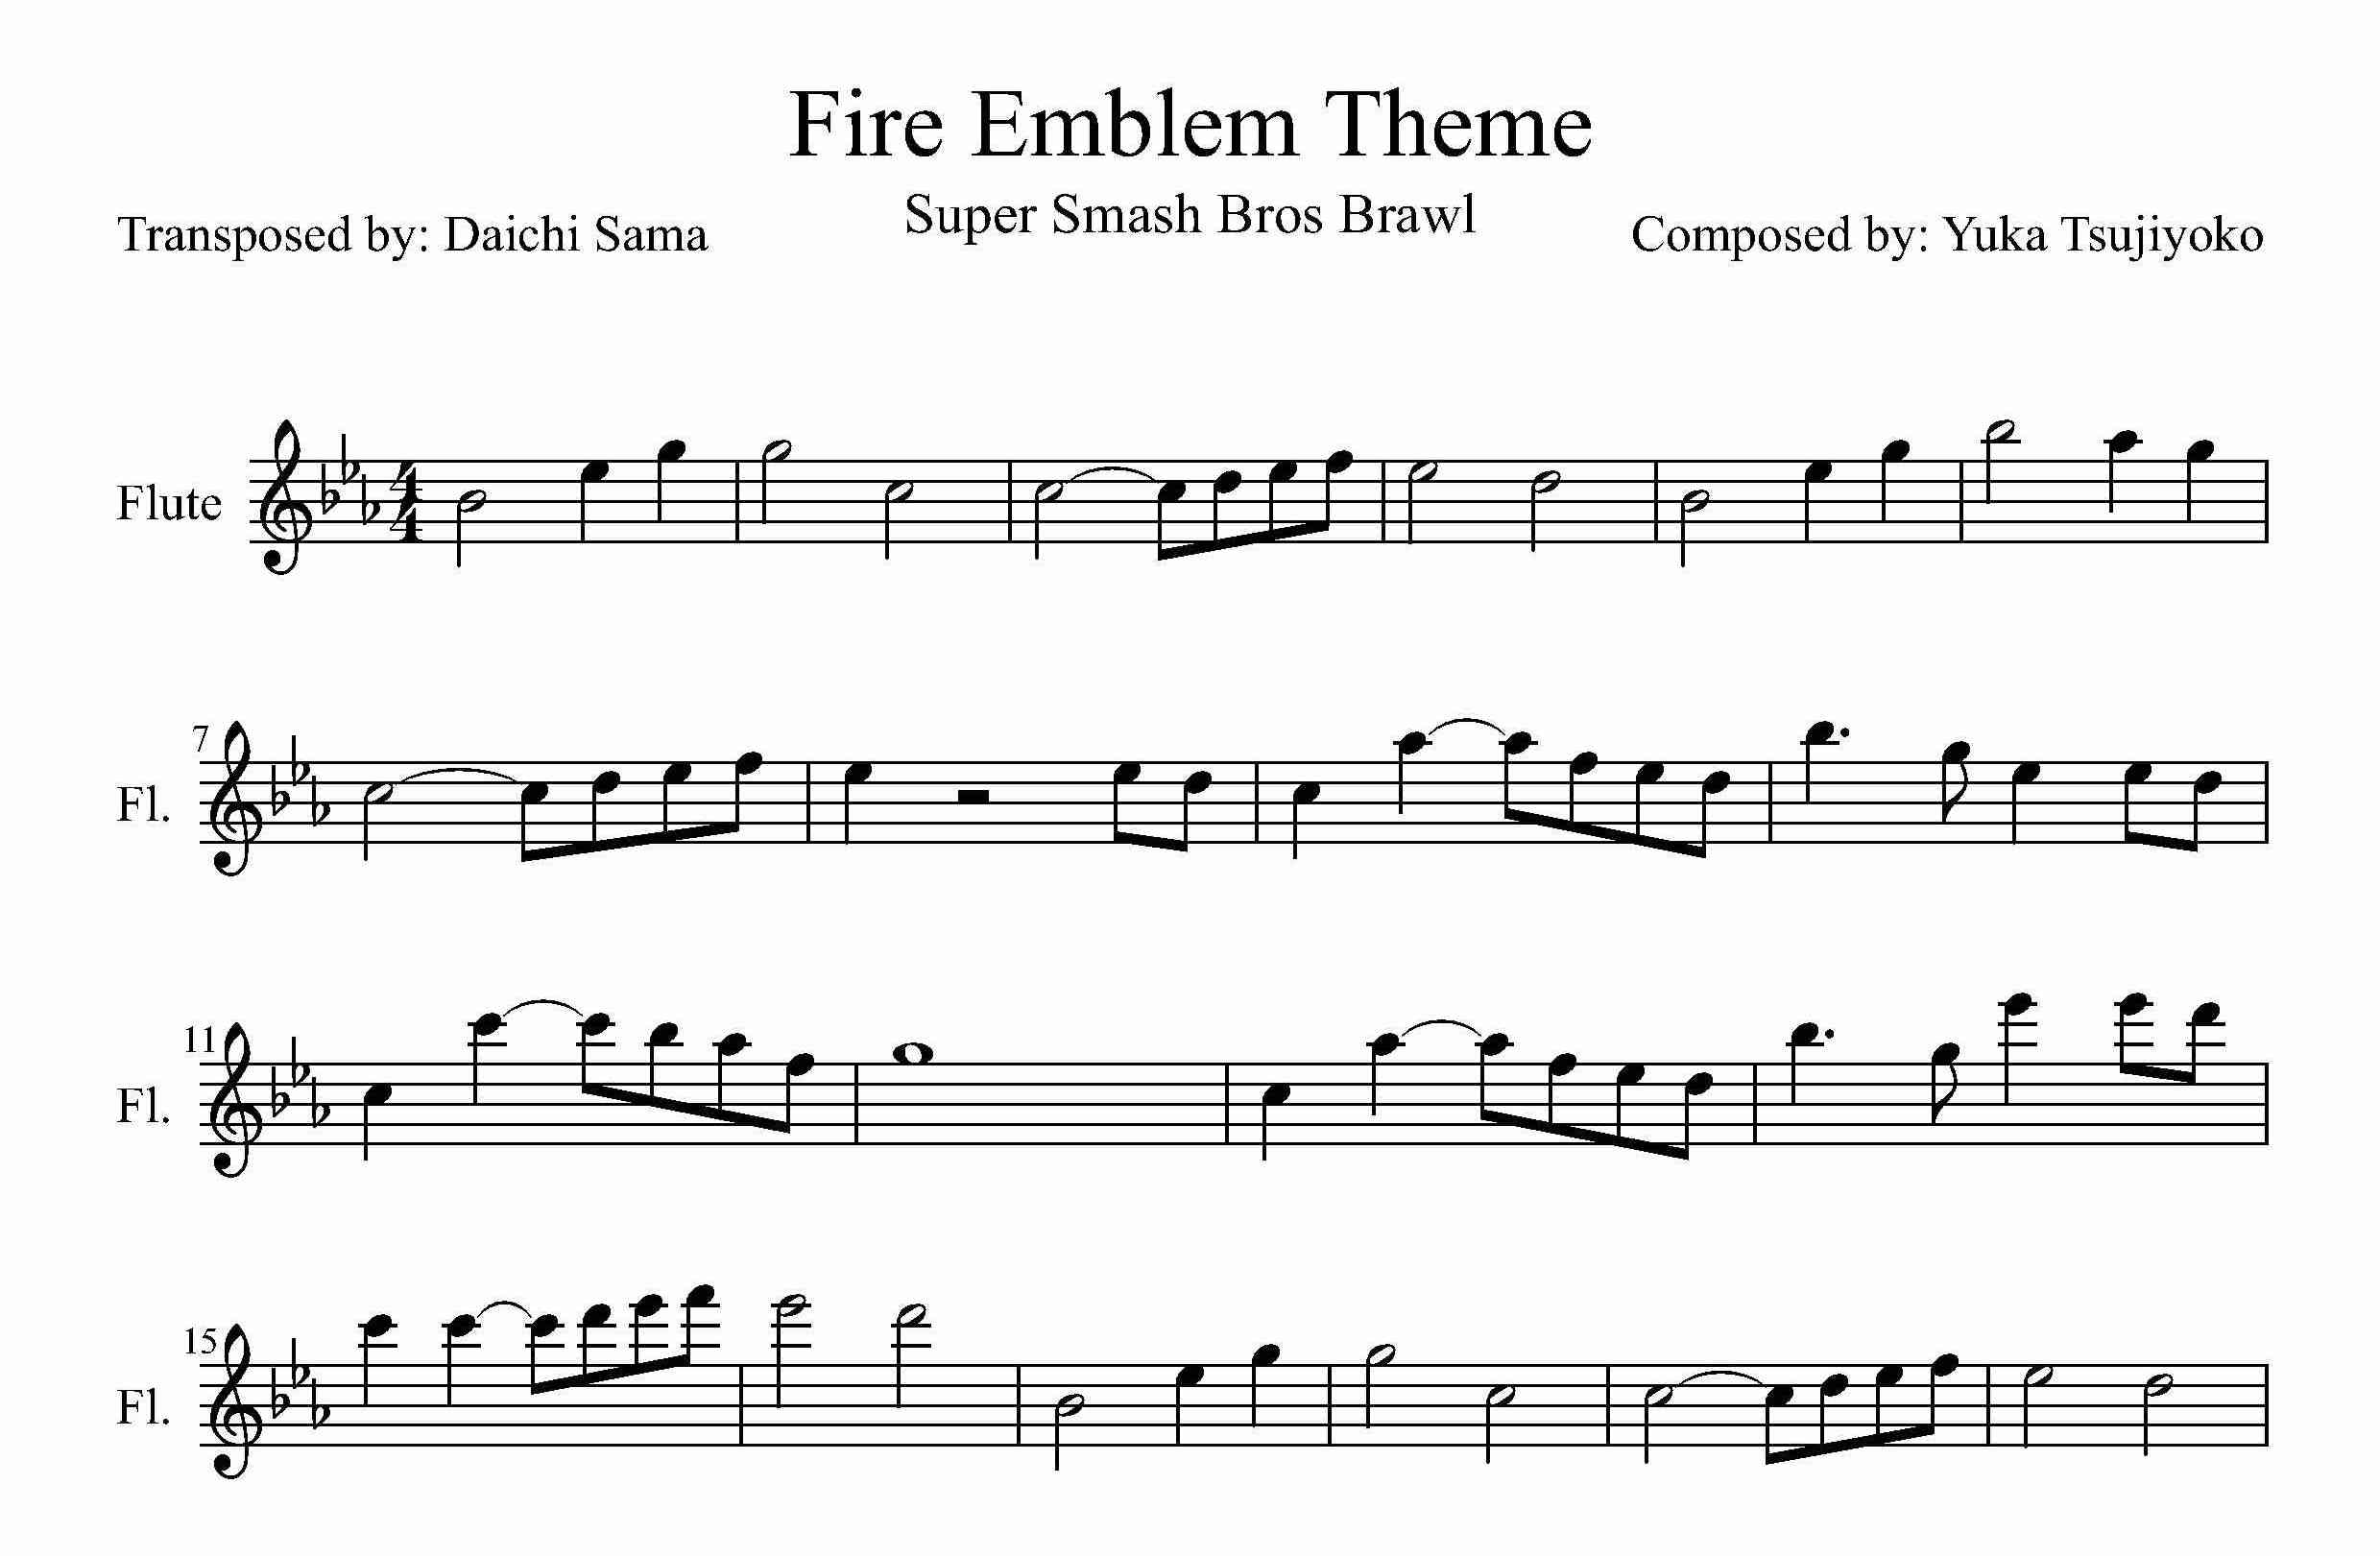 Fire Emblem Theme
Super Smash Bros Brawl
Transposed by: Daichi Sama
Composed by: Yuka Tsujiyoko
Flute
4
4
7
Fl.
11
Fl.
15
Fl.